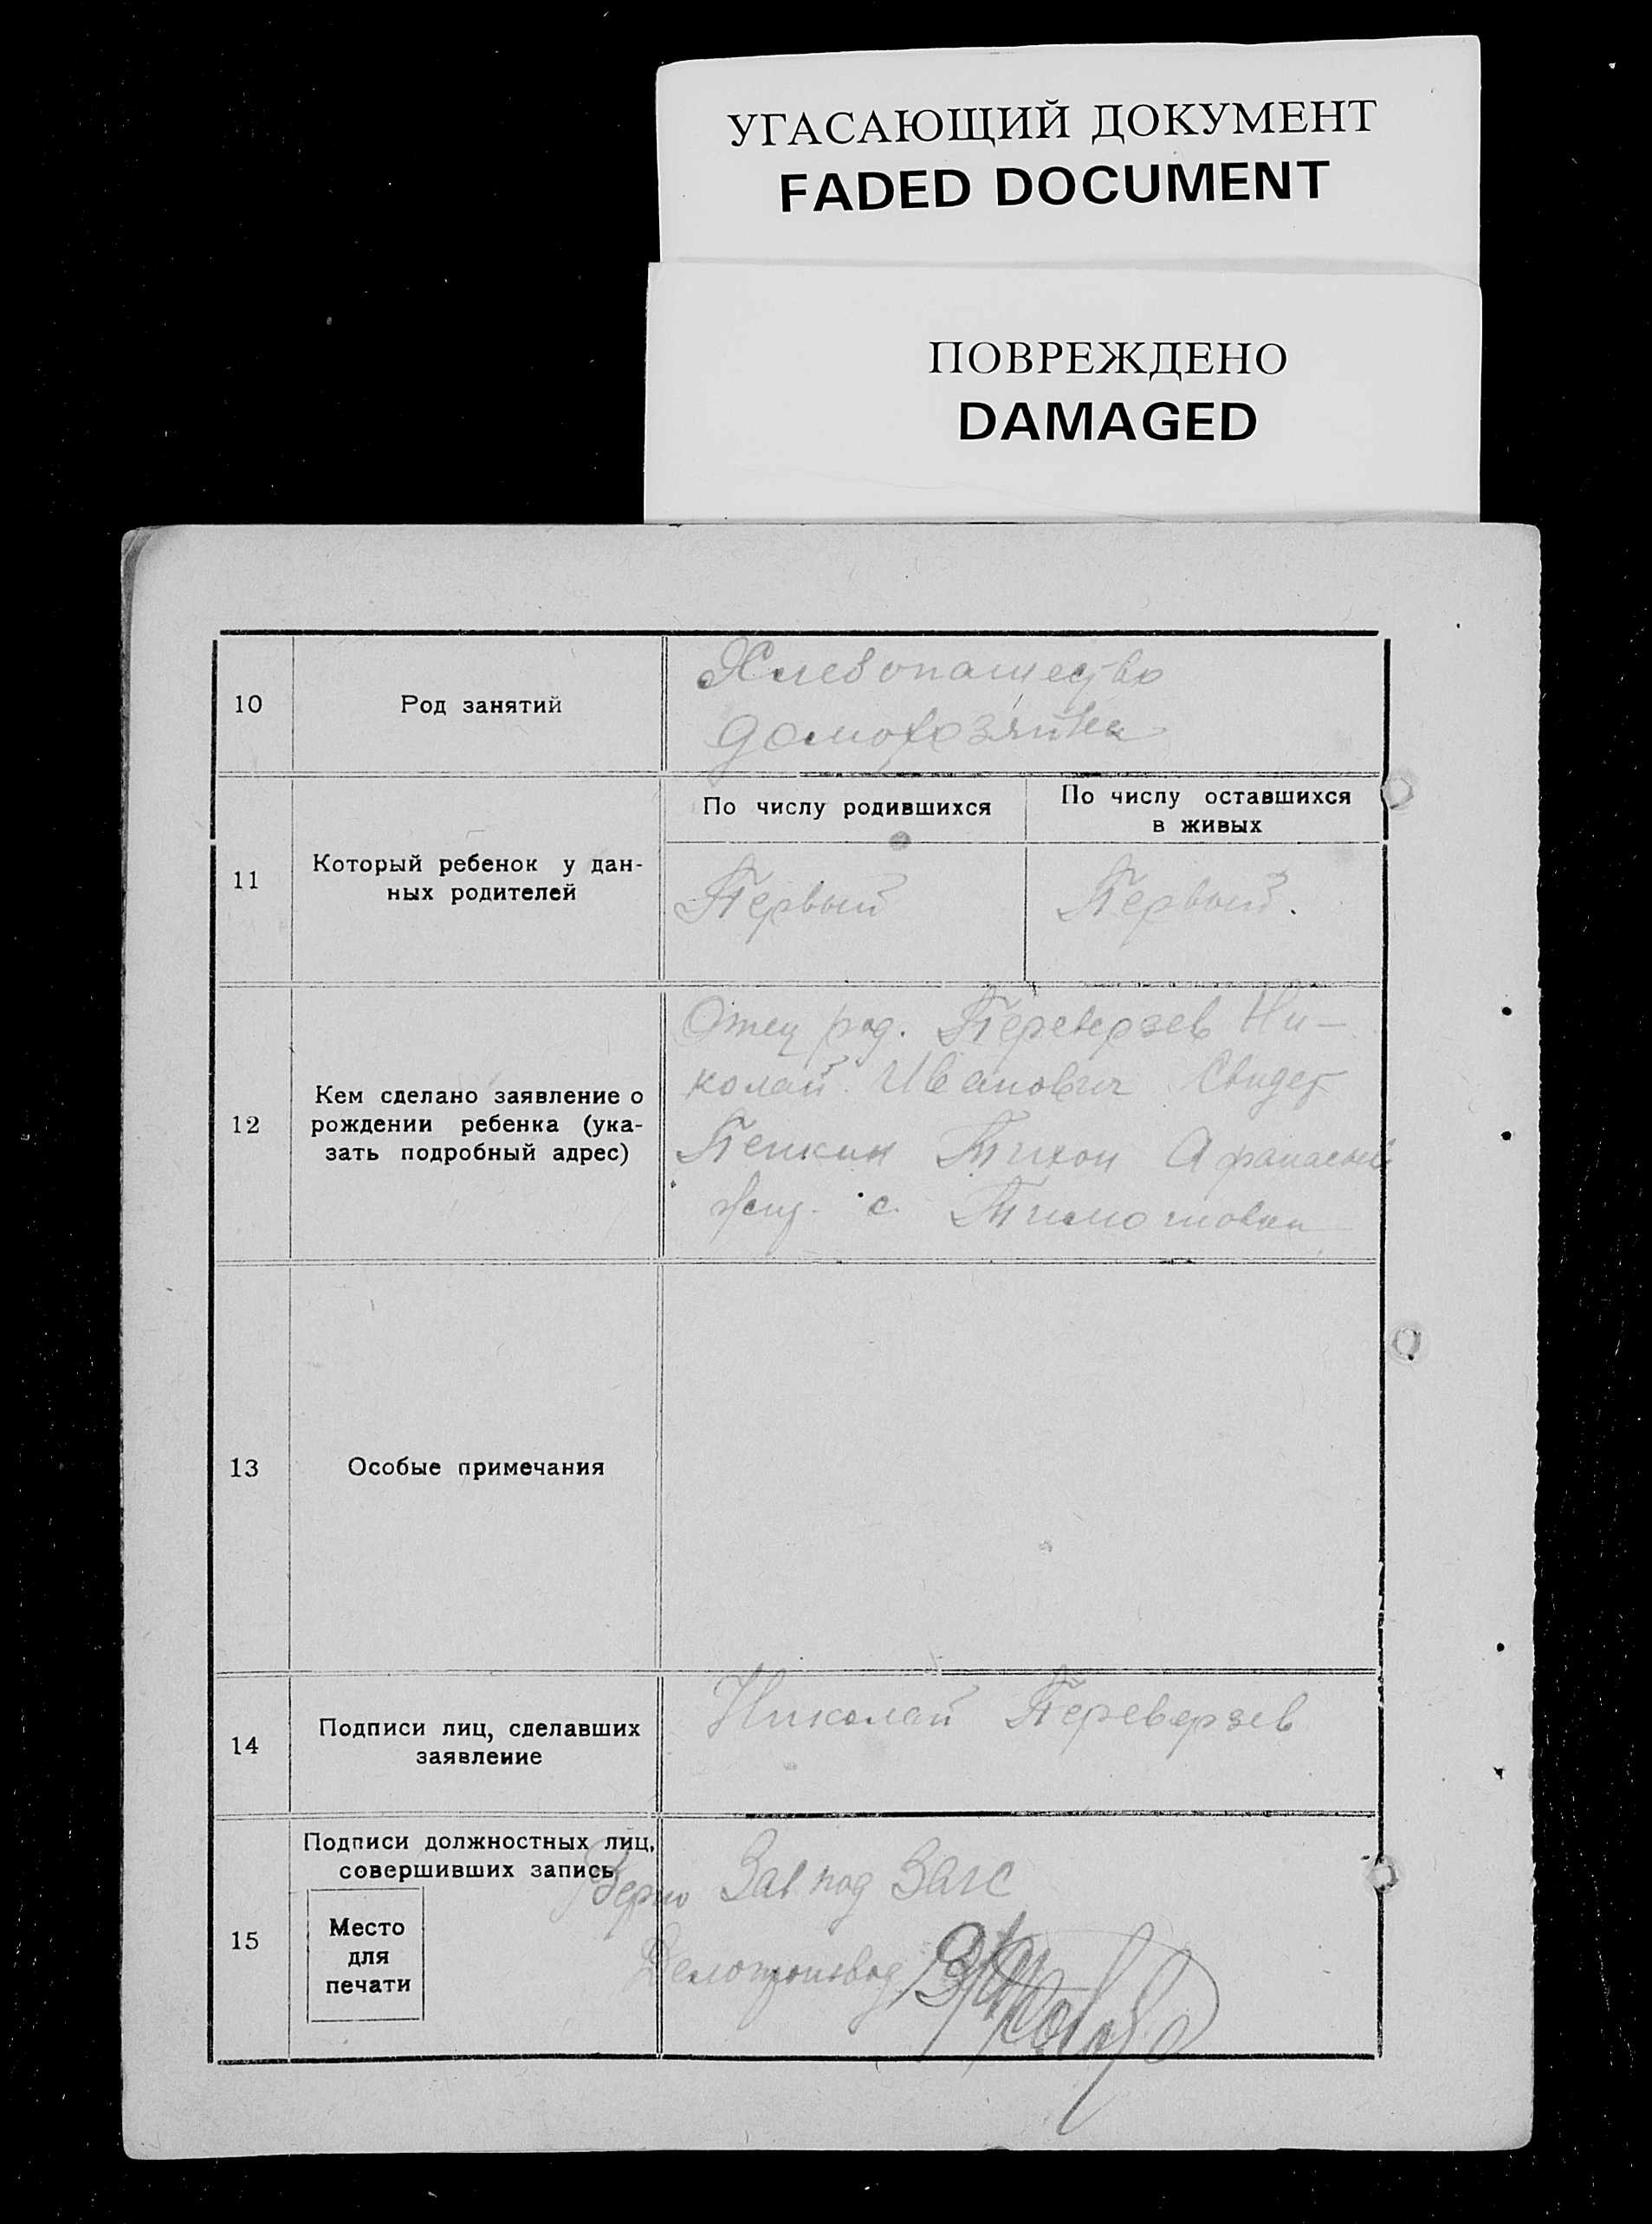 УГАСАЮЩИЙ ДОКУМЕНТ
FADED DOCUMENT
ПОВРЕЖДЕНО
DAMAGED
10
Род занятий
Хлебопашество
домохозяйка
11
Который ребенок у дан-
ных родителей
По числу родившихся
По числу оставшихся
в живых
Первый
Первый.
12
Кем сделано заявление о
рождении ребенка (ука-
зать подробный адрес)
Отец род. Переверзев Ни-
колай Иванович Свидет
Тихон Афанасьев
с.
13
Особые примечания
14
Подписи лиц, сделавших
заявление
Николай Переверзев
15
Подписи должностных лиц,
совершивших запись
Место
для
печати
Верно Зав под Загс
Делопроизвод